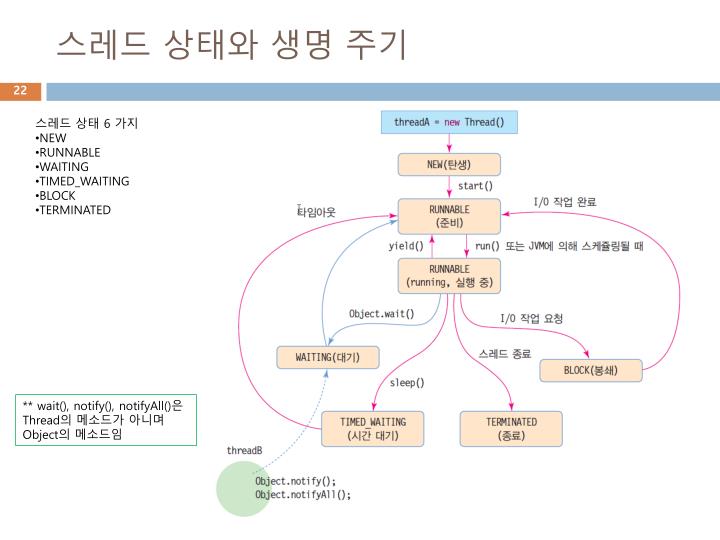 스레드 상태와 생명 주기
22
스레드 상태 6 가지
•NEW
•RUNNABLE
•WAITING
•TIMED_WAITING
•BLOCK
•TERMINATED
threadA = new Thread()
NEW(탄생)
start()
RUNNABLE
(준비)
I/O 작업 완료
타임아웃
yield()
run() 또는 JVM에 의해 스케쥴링될 때
RUNNABLE
(running, 실행 중)
Object.wait()
I/O 작업 요청
WAITING(대기)
스레드 종료
BLOCK(봉쇄)
sleep()
** wait(), notify(), notifyAll()은
Thread의 메소드가 아니며
Object의 메소드임
TIMED_WAITING
(시간 대기)
TERMINATED
(종료)
threadB
Object.notify();
Object.notifyAll();